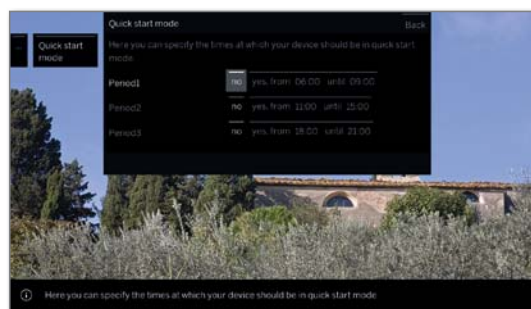 Quick start mode
Back
...
Quick start
mode
Here you can specify the times at which your device should be in quick start
mode
Period1 no yes, from 06:00 until 09:00
Period2 no yes, from 11:00 until 15:00
Period3 no yes, from 18:00 until 21:00
Here you can specify the times at which your device should be in quick start mode